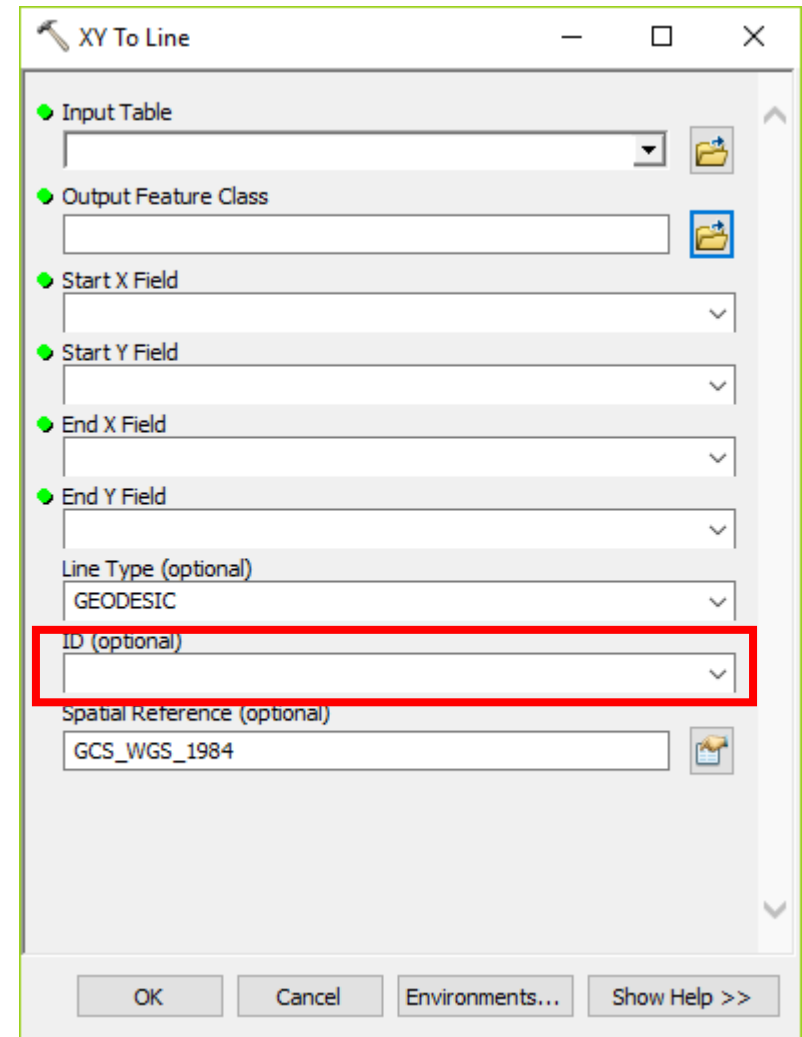 XY To Line
Input Table
Output Feature Class
Start X Field
Start Y Field
End X Field
End Y Field
Line Type (optional)
GEODESIC
ID (optional)
Spatial Reference (optional)
GCS_WGS_1984
OK Cancel Environments... Show Help >>